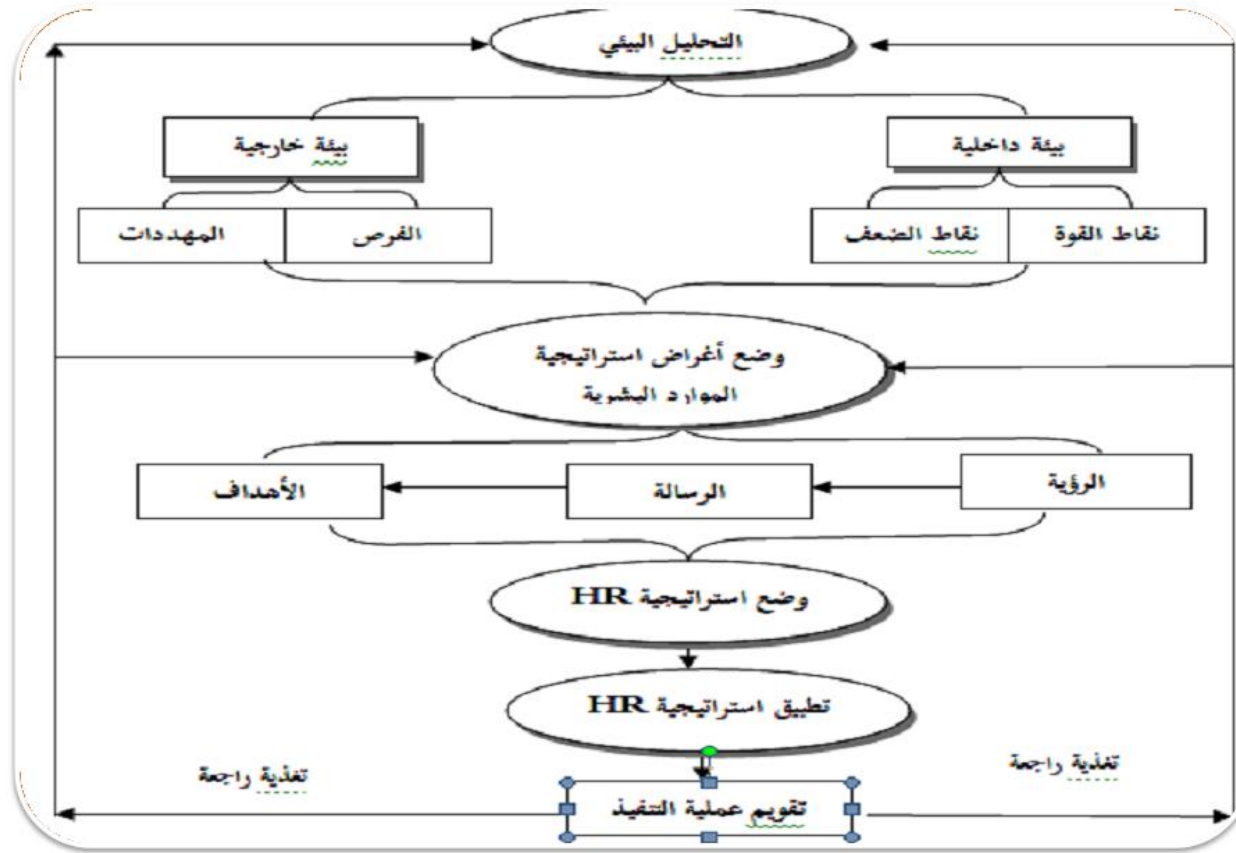 التحليل البيئي
بيئة داخلية
بيئة خارجية
نقاط القوة
نقاط الضعف
الفرص
المهددات
وضع أغراض استراتيجية
الموارد البشرية
الرؤية
الرسالة
الأهداف
وضع استراتيجية HR
تطبيق استراتيجية HR
تغذية راجعة
تغذية راجعة
تقويم عملية التنفيذ